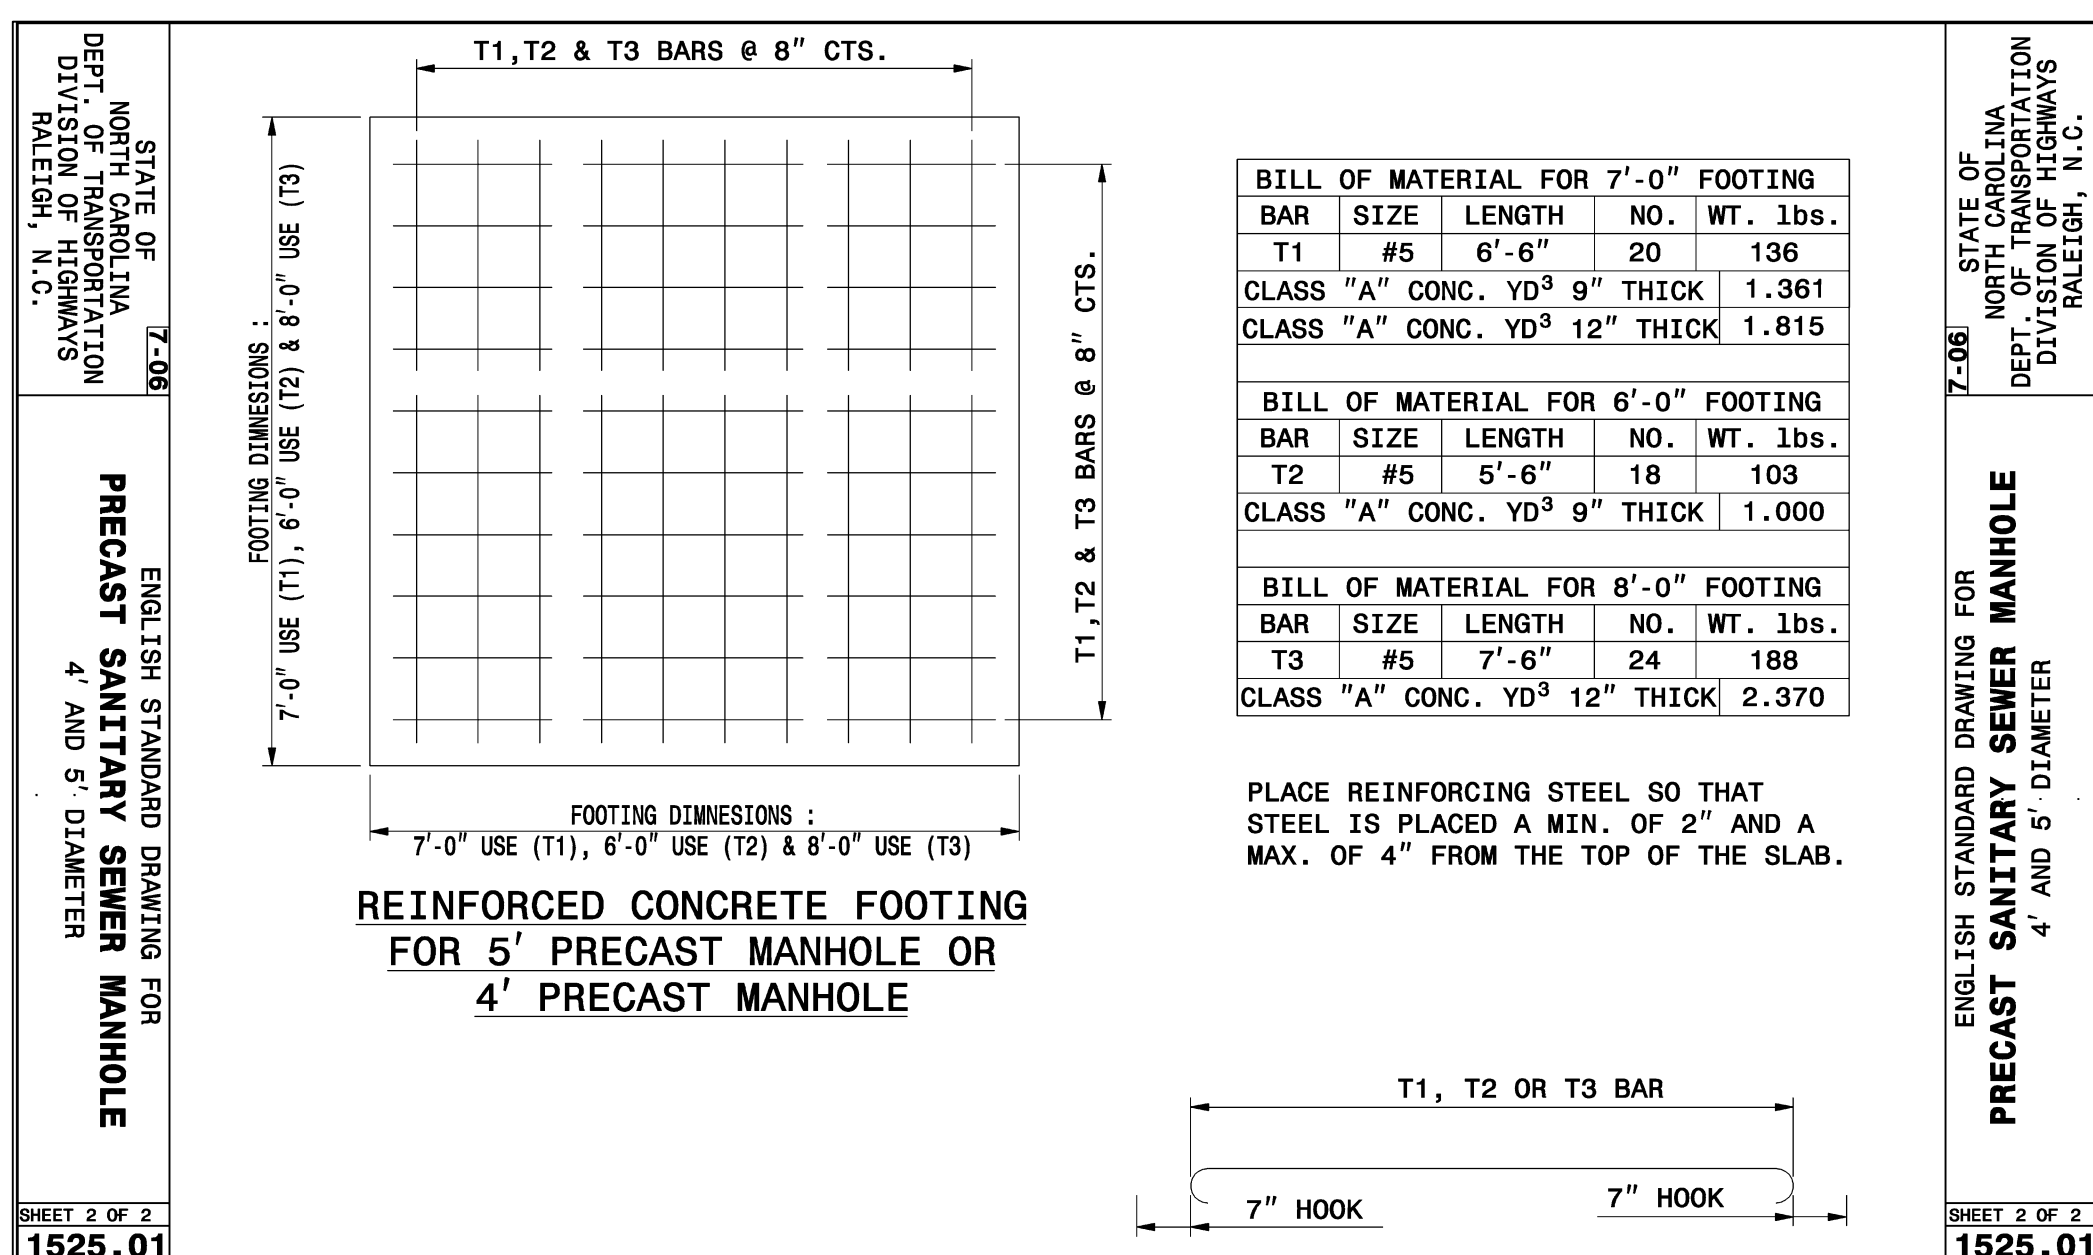 STATE OF
NORTH CAROLINA
DEPT. OF TRANSPORTATION
DIVISION OF HIGHWAYS
RALEIGH, N.C.
7-06
ENGLISH STANDARD DRAWING FOR
PRECAST SANITARY SEWER MANHOLE
4' AND 5' DIAMETER
SHEET 2 OF 2
1525.01
T1,T2 & T3 BARS @ 8" CTS.
FOOTING DIMNESIONS :
7'-0" USE (T1), 6'-0" USE (T2) & 8'-0" USE (T3)
T1,T2 & T3 BARS @ 8" CTS.
FOOTING DIMNESIONS :
7'-0" USE (T1), 6'-0" USE (T2) & 8'-0" USE (T3)
REINFORCED CONCRETE FOOTING
FOR 5' PRECAST MANHOLE OR
4' PRECAST MANHOLE
BILL OF MATERIAL FOR 7'-0" FOOTING
BAR SIZE LENGTH NO. WT. lbs.
T1 #5 6'-6" 20 136
CLASS "A" CONC. YD³ 9" THICK 1.361
CLASS "A" CONC. YD³ 12" THICK 1.815
BILL OF MATERIAL FOR 6'-0" FOOTING
BAR SIZE LENGTH NO. WT. lbs.
T2 #5 5'-6" 18 103
CLASS "A" CONC. YD³ 9" THICK 1.000
BILL OF MATERIAL FOR 8'-0" FOOTING
BAR SIZE LENGTH NO. WT. lbs.
T3 #5 7'-6" 24 188
CLASS "A" CONC. YD³ 12" THICK 2.370
PLACE REINFORCING STEEL SO THAT
STEEL IS PLACED A MIN. OF 2" AND A
MAX. OF 4" FROM THE TOP OF THE SLAB.
T1, T2 OR T3 BAR
7" HOOK
7" HOOK
STATE OF
NORTH CAROLINA
DEPT. OF TRANSPORTATION
DIVISION OF HIGHWAYS
RALEIGH, N.C.
7-06
ENGLISH STANDARD DRAWING FOR
PRECAST SANITARY SEWER MANHOLE
4' AND 5' DIAMETER
SHEET 2 OF 2
1525.01